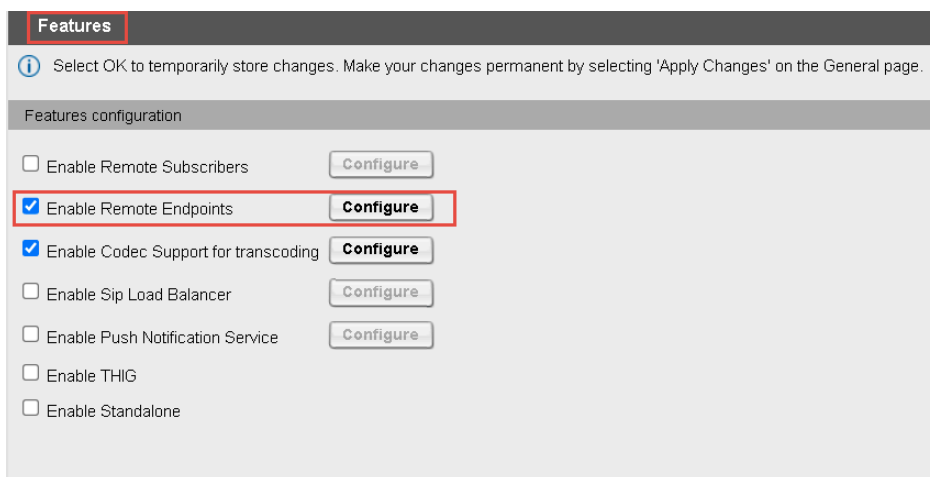 Features
Select OK to temporarily store changes. Make your changes permanent by selecting 'Apply Changes' on the General page.
Features configuration
Enable Remote Subscribers Configure
Enable Remote Endpoints Configure
Enable Codec Support for transcoding Configure
Enable Sip Load Balancer Configure
Enable Push Notification Service Configure
Enable THIG
Enable Standalone